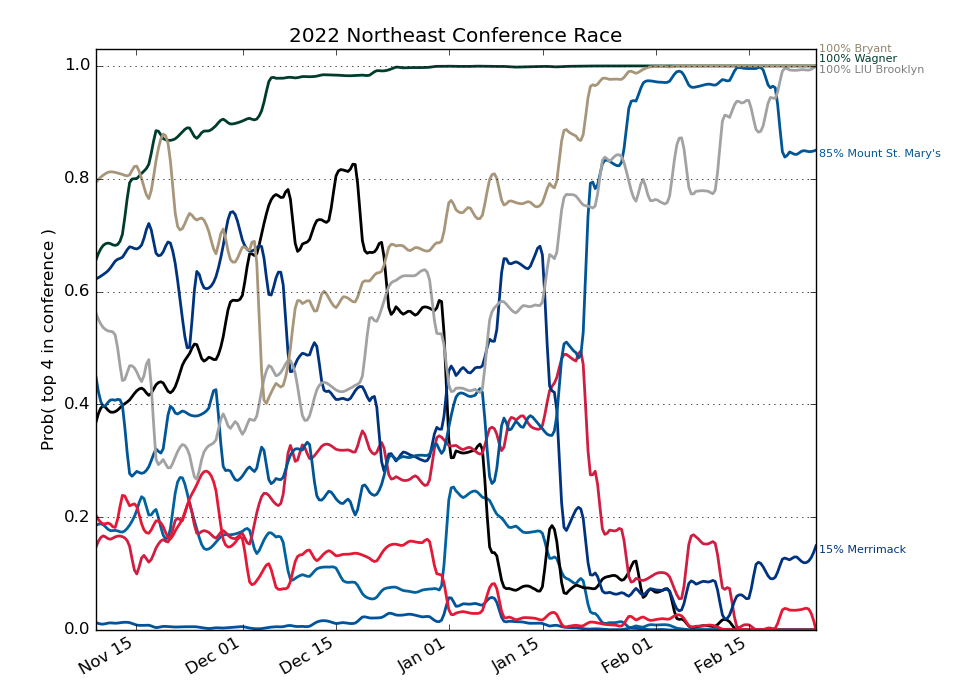 2022 Northeast Conference Race
Prob( top 4 in conference )
1.0
0.8
0.6
0.4
0.2
0.0
Nov 15
Dec 01
Dec 15
Jan 01
Jan 15
Feb 01
Feb 15
100% Bryant
100% Wagner
100% LIU Brooklyn
85% Mount St. Mary's
15% Merrimack